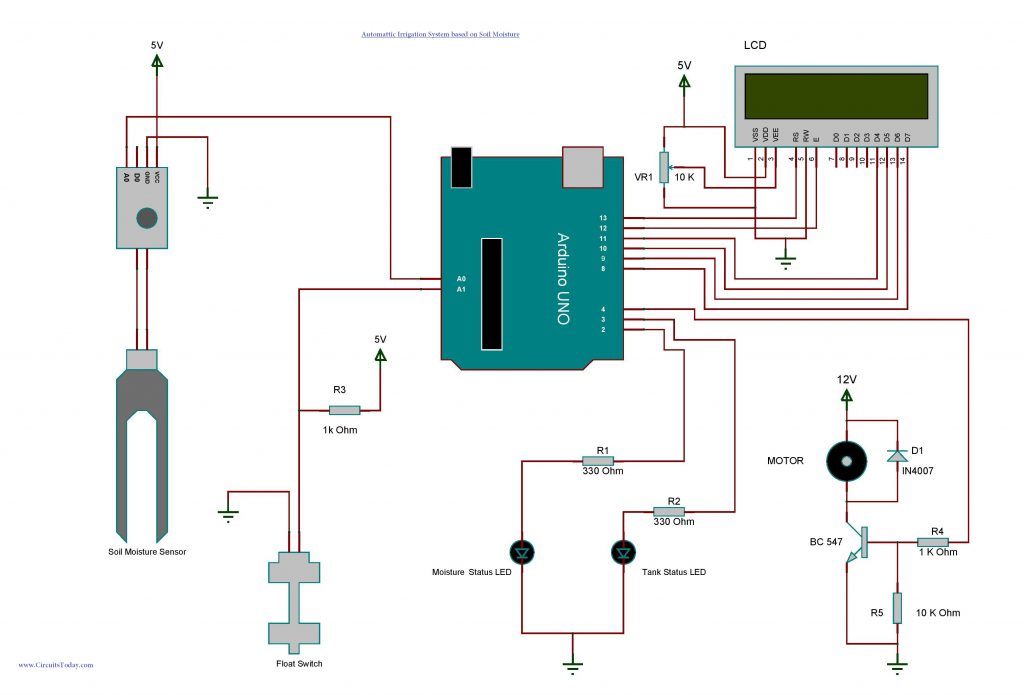 Automattic Irrigation System based on Soil Moisture
5V
A0
D0
GND
VCC
Soil Moisture Sensor
5V
R3
1k Ohm
Float Switch
A0
A1
Arduino UNO
13
12
11
10
9
8
4
3
2
5V
VR1
10 K
LCD
VSS
VDD
VEE
RS
RW
E
D0
D1
D2
D3
D4
D5
D6
D7
1
2
3
4
5
6
7
8
9
10
11
12
13
14
R1
330 Ohm
R2
330 Ohm
Moisture Status LED
Tank Status LED
12V
MOTOR
D1
IN4007
BC 547
R4
1 K Ohm
R5
10 K Ohm
www.CircuitsToday.com